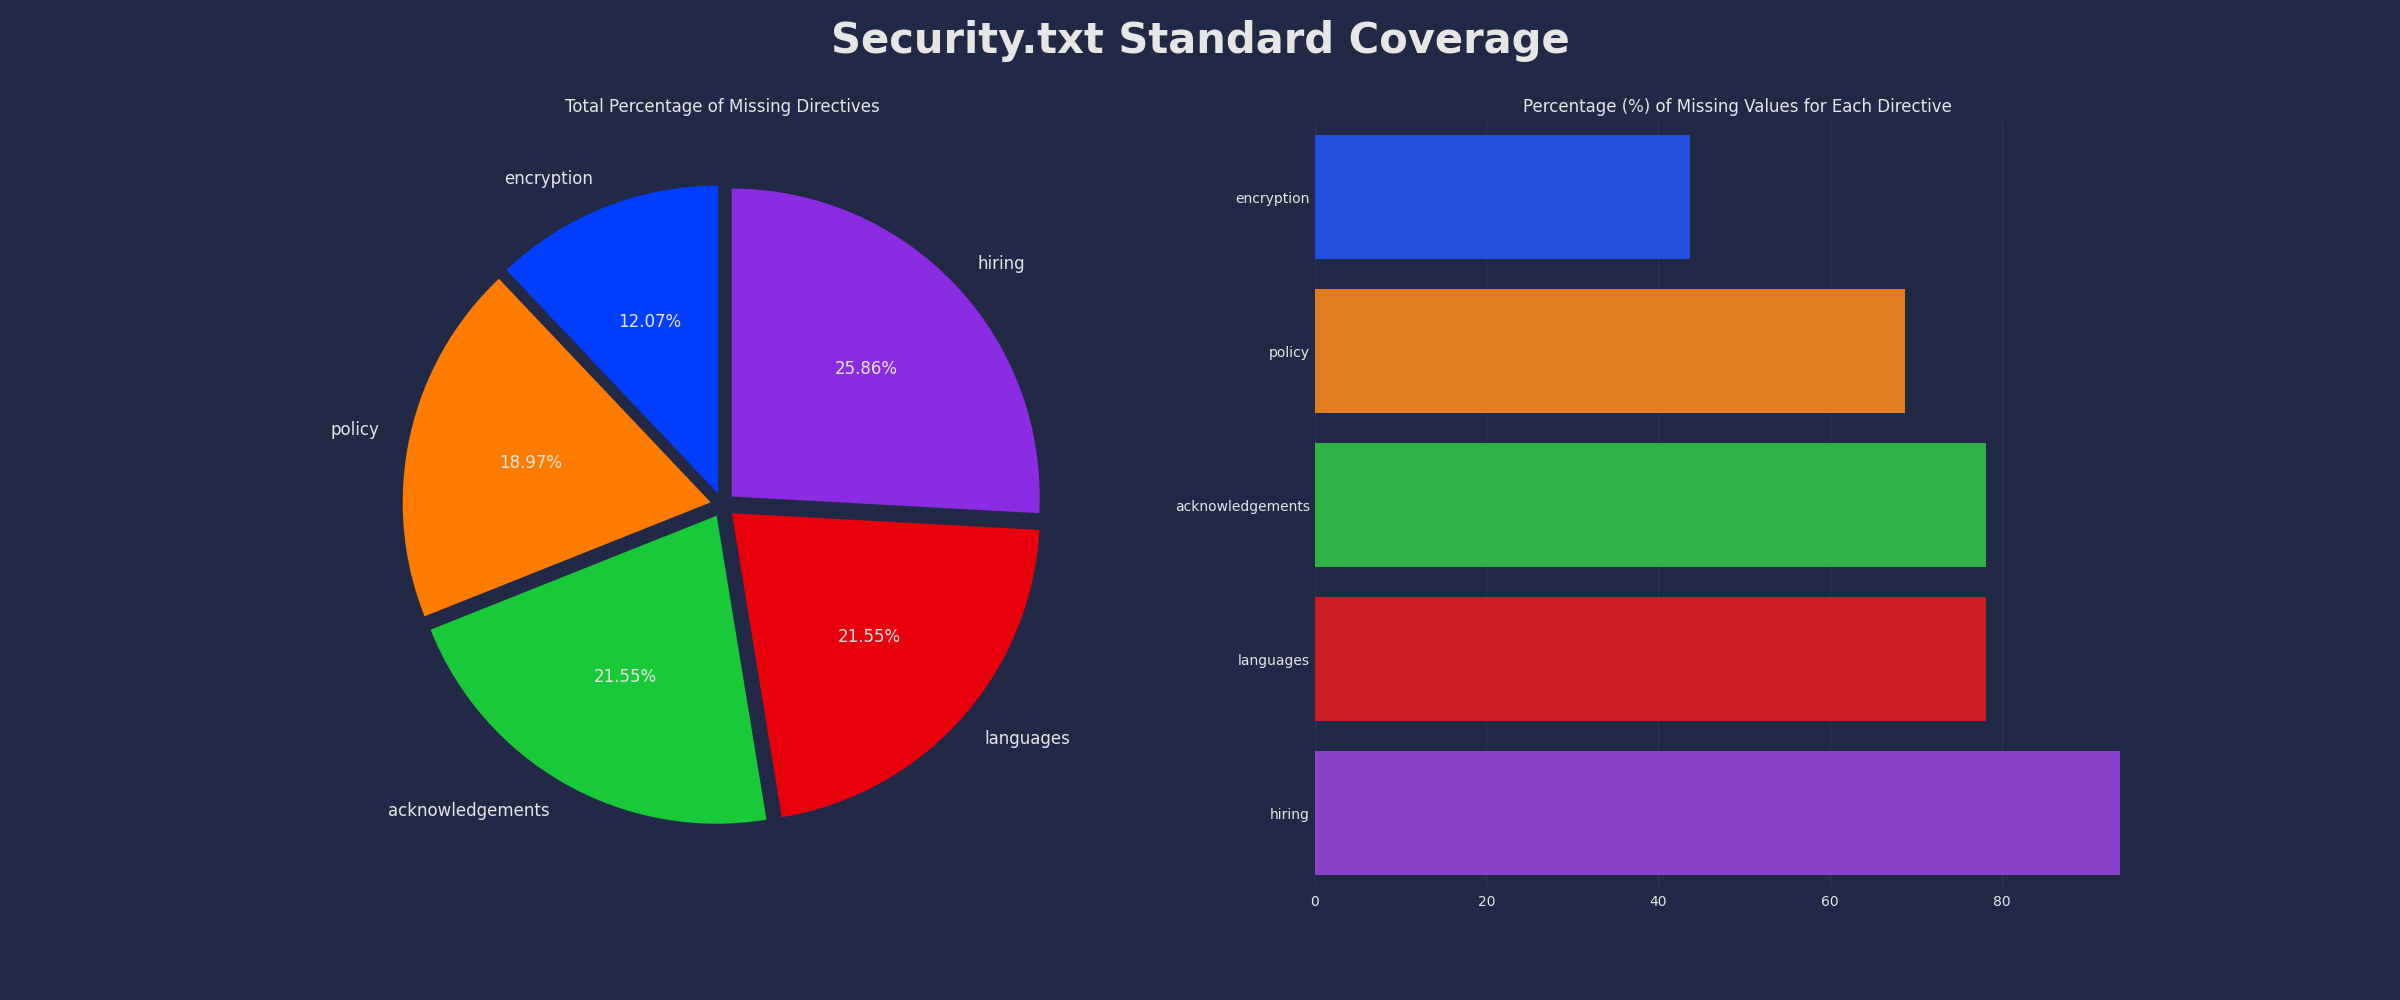 Security.txt Standard Coverage
Total Percentage of Missing Directives
encryption
hiring
12.07%
25.86%
policy
18.97%
21.55%
21.55%
languages
acknowledgements
Percentage (%) of Missing Values for Each Directive
encryption
policy
acknowledgements
languages
hiring
0 20 40 60 80